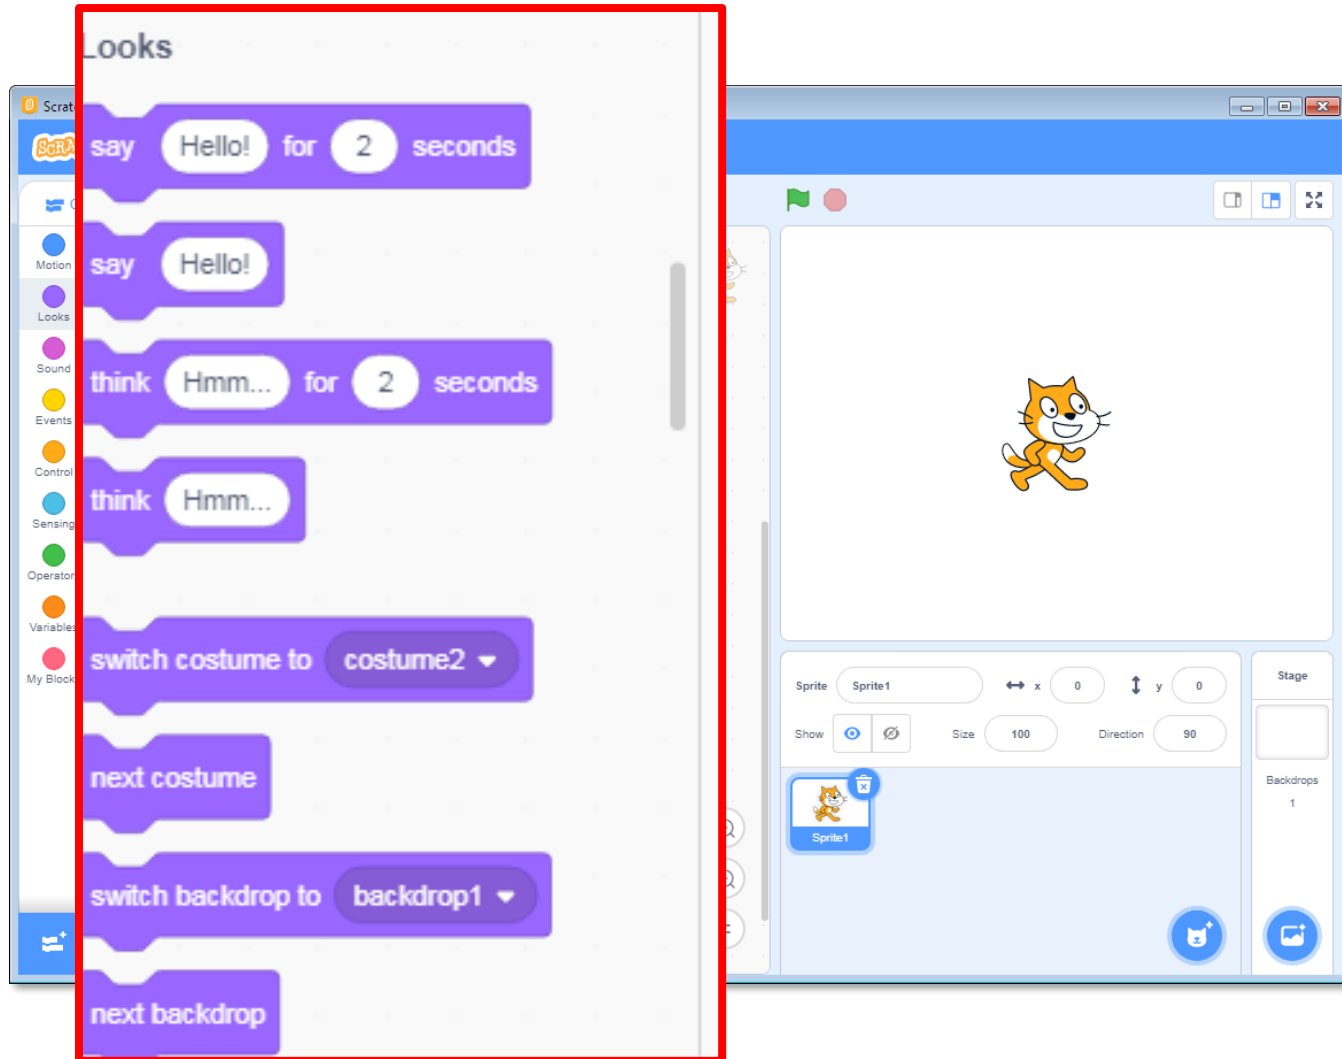 Looks
say Hello! for 2 seconds
say Hello!
think Hmm... for 2 seconds
think Hmm...
switch costume to costume2
next costume
switch backdrop to backdrop1
next backdrop
Motion
Looks
Sound
Events
Control
Sensing
Variables
Sprite Sprite1 x 0 y 0
Show Size 100 Direction 90
Sprite1
Stage
Backdrops
1